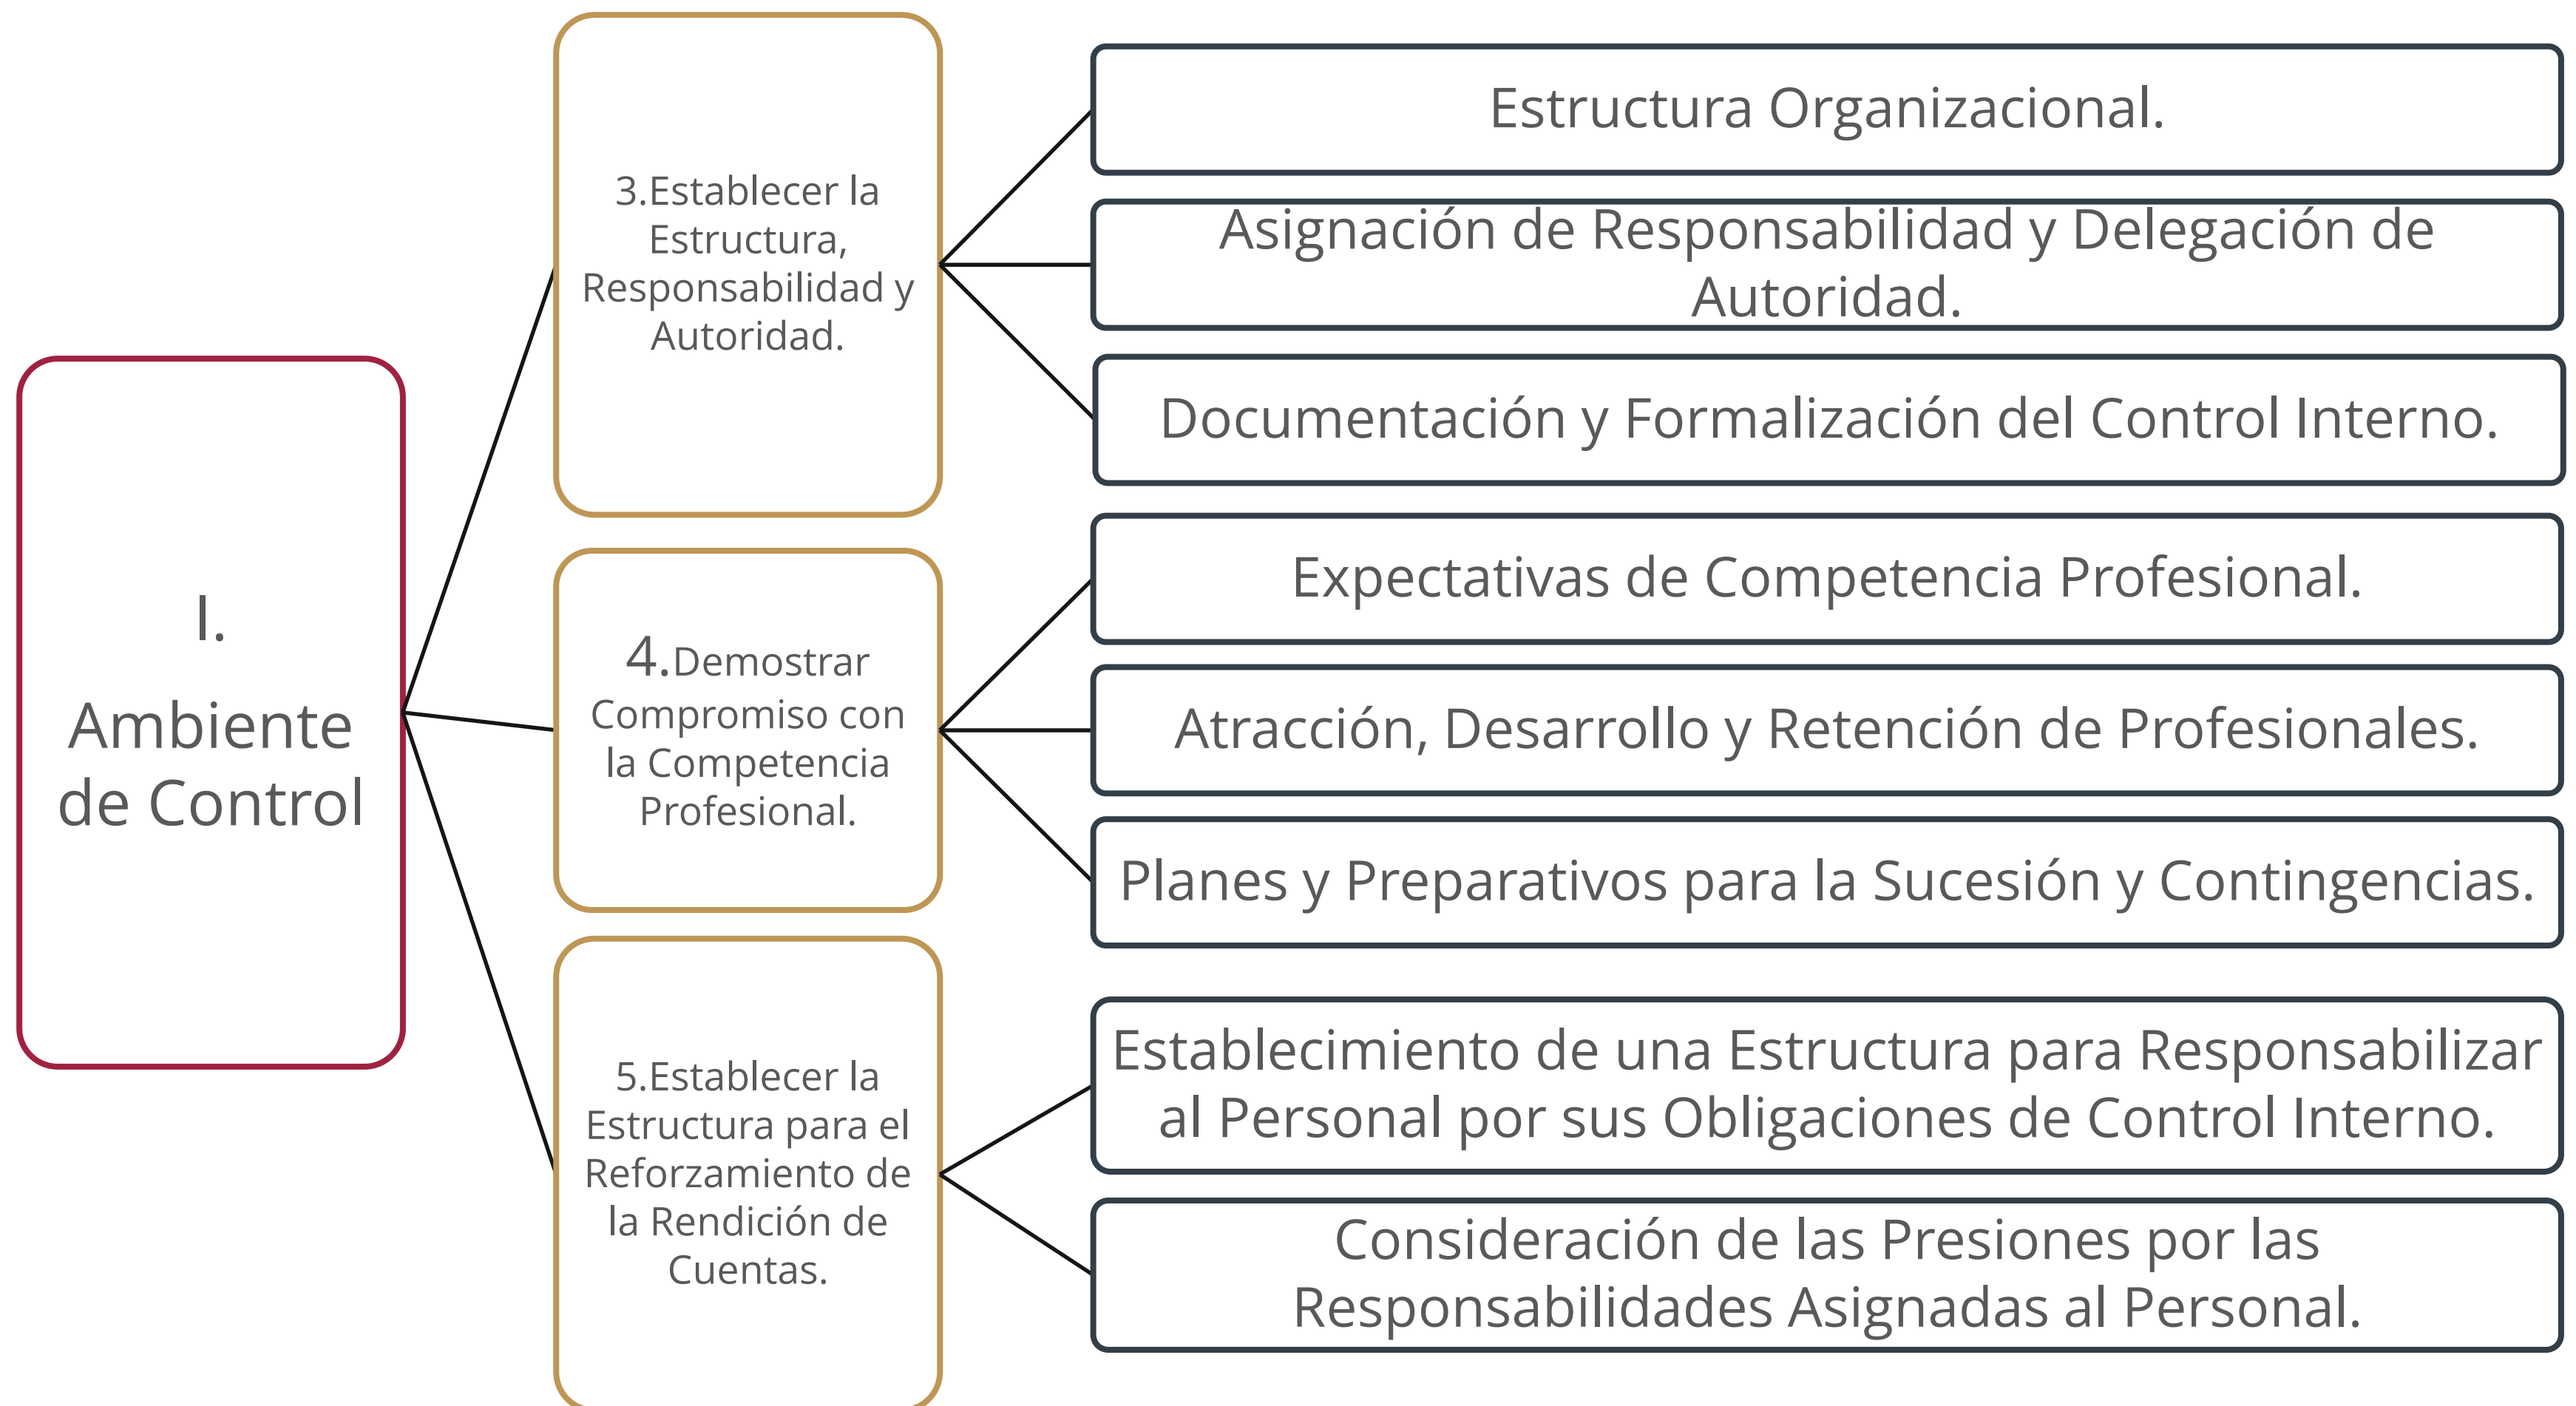 I.
Ambiente
de Control
3.Establecer la
Estructura,
Responsabilidad y
Autoridad.
Estructura Organizacional.
Asignación de Responsabilidad y Delegación de
Autoridad.
Documentación y Formalización del Control Interno.
4.Demostrar
Compromiso con
la Competencia
Profesional.
Expectativas de Competencia Profesional.
Atracción, Desarrollo y Retención de Profesionales.
Planes y Preparativos para la Sucesión y Contingencias.
5.Establecer la
Estructura para el
Reforzamiento de
la Rendición de
Cuentas.
Establecimiento de una Estructura para Responsabilizar
al Personal por sus Obligaciones de Control Interno.
Consideración de las Presiones por las
Responsabilidades Asignadas al Personal.